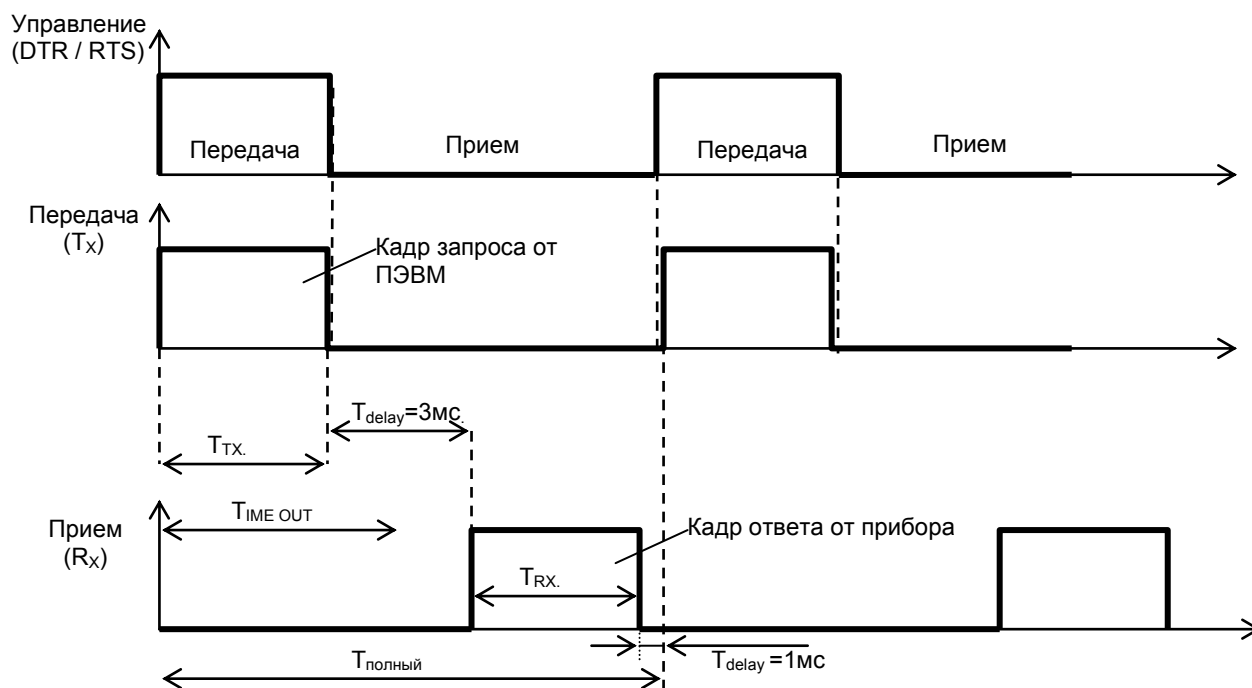 Управление
(DTR / RTS)
Передача
Прием
Передача
Прием
Передача
(TX)
Кадр запроса от
ПЭВМ
Tdelay=3мс.
TTX.
TIME OUT
Прием
(RX)
Кадр ответа от прибора
TRX.
Tполный
Tdelay =1мс